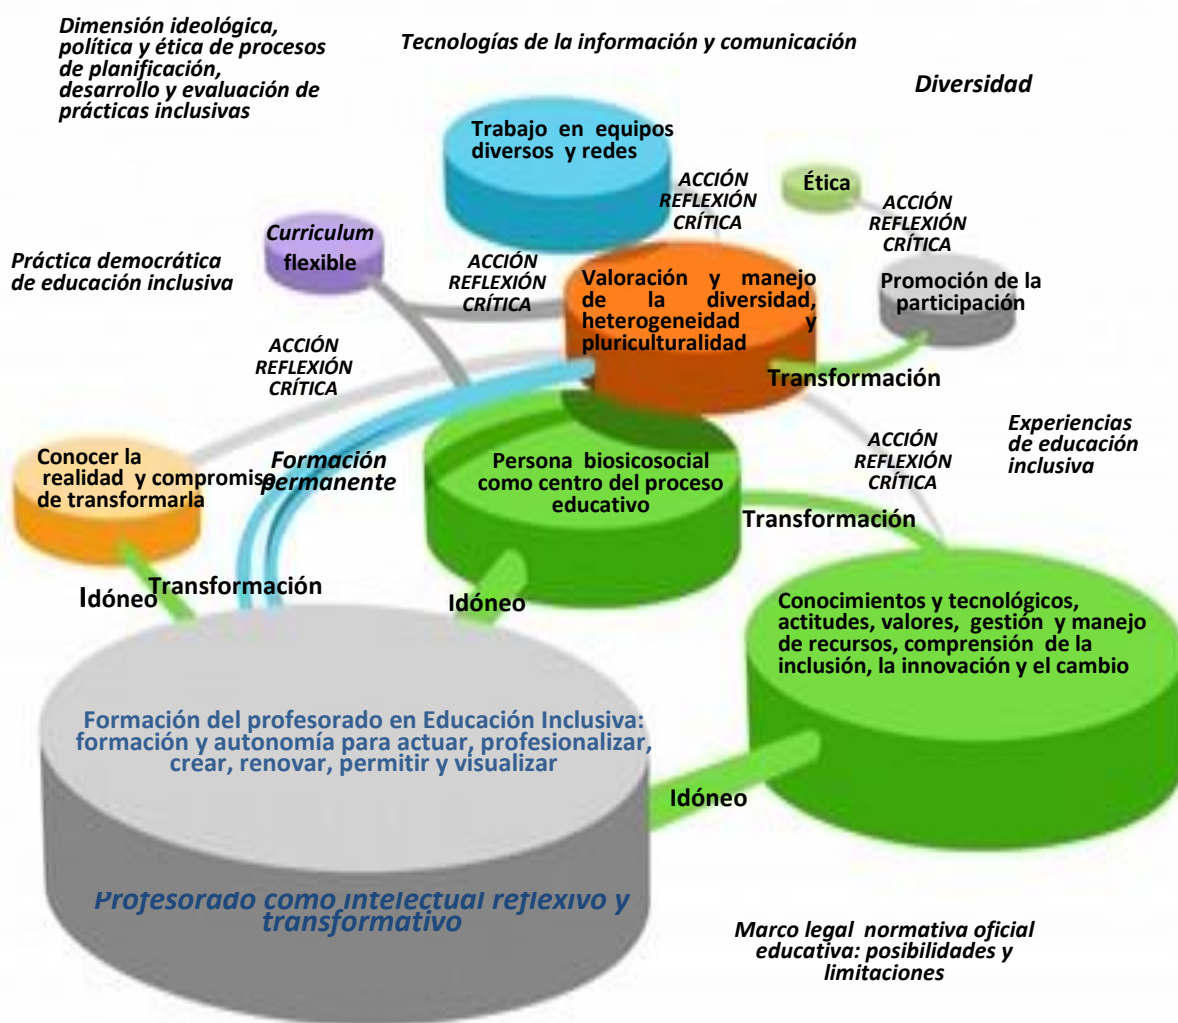 Dimensión ideológica,
política y ética de procesos
de planificación,
desarrollo y evaluación de
prácticas inclusivas
Tecnologías de la información y comunicación
Diversidad
Trabajo en equipos
diversos y redes
Ética
ACCIÓN
REFLEXIÓN
CRÍTICA
ACCIÓN
REFLEXIÓN
CRÍTICA
Curriculum
flexible
Práctica democrática
de educación inclusiva
ACCIÓN
REFLEXIÓN
CRÍTICA
Valoración y manejo
de la diversidad,
heterogeneidad y
pluriculturalidad
Promoción de la
participación
ACCIÓN
REFLEXIÓN
CRÍTICA
Transformación
Experiencias
de educación
inclusiva
ACCIÓN
REFLEXIÓN
CRÍTICA
Conocer la
realidad y compromiso
de transformarla
Formación
permanente
Persona biosicosocial
como centro del proceso
educativo
Transformación
Idóneo
Transformación
Idóneo
Conocimientos y tecnológicos,
actitudes, valores, gestión y manejo
de recursos, comprensión de la
inclusión, la innovación y el cambio
Formación del profesorado en Educación Inclusiva:
formación y autonomía para actuar, profesionalizar,
crear, renovar, permitir y visualizar
Idóneo
Profesorado como intelectual reflexivo y
transformativo
Marco legal normativa oficial
educativa: posibilidades y
limitaciones